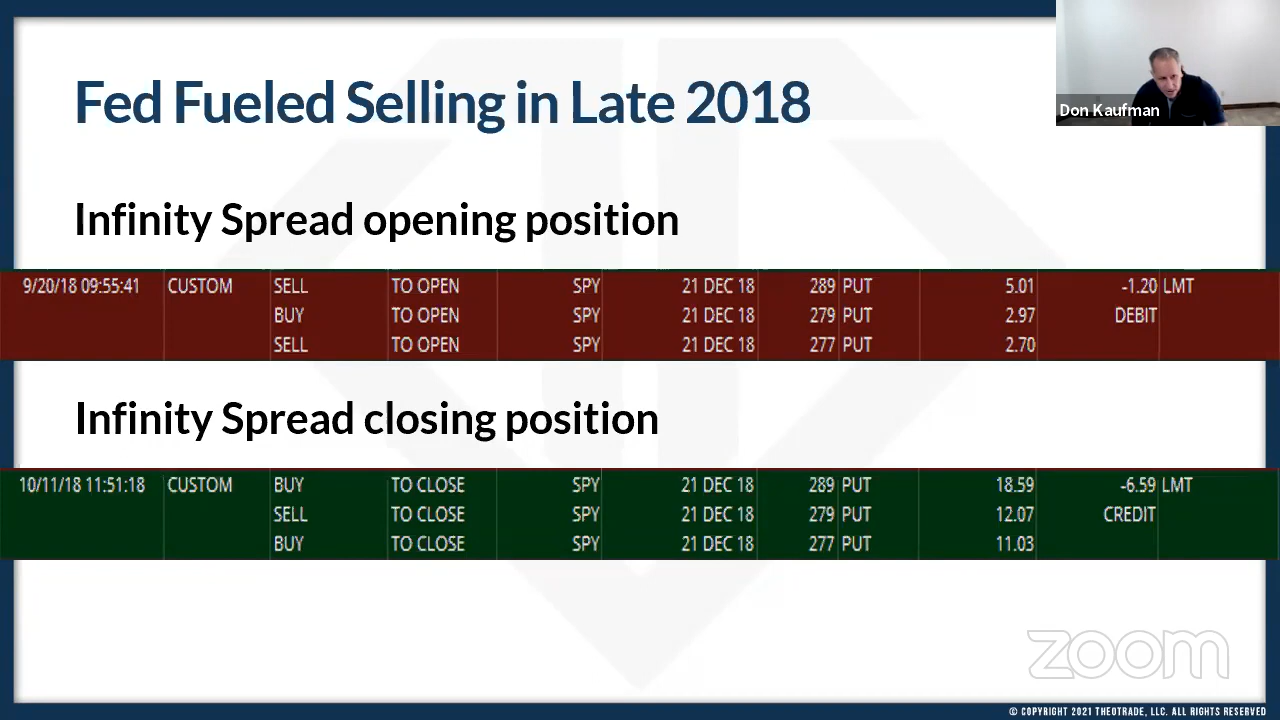 Fed Fueled Selling in Late 2018
Don Kaufman
Infinity Spread opening position
9/20/18 09:55:41 CUSTOM SELL TO OPEN SPY 21 DEC 18 289 PUT 5.01 -1.20 LMT
BUY TO OPEN SPY 21 DEC 18 279 PUT 2.97 DEBIT
SELL TO OPEN SPY 21 DEC 18 277 PUT 2.70
Infinity Spread closing position
10/11/18 11:51:18 CUSTOM BUY TO CLOSE SPY 21 DEC 18 289 PUT 18.59 -6.59 LMT
SELL TO CLOSE SPY 21 DEC 18 279 PUT 12.07 CREDIT
BUY TO CLOSE SPY 21 DEC 18 277 PUT 11.03
zoom
© COPYRIGHT 2021 THEOTRADE, LLC. ALL RIGHTS RESERVED